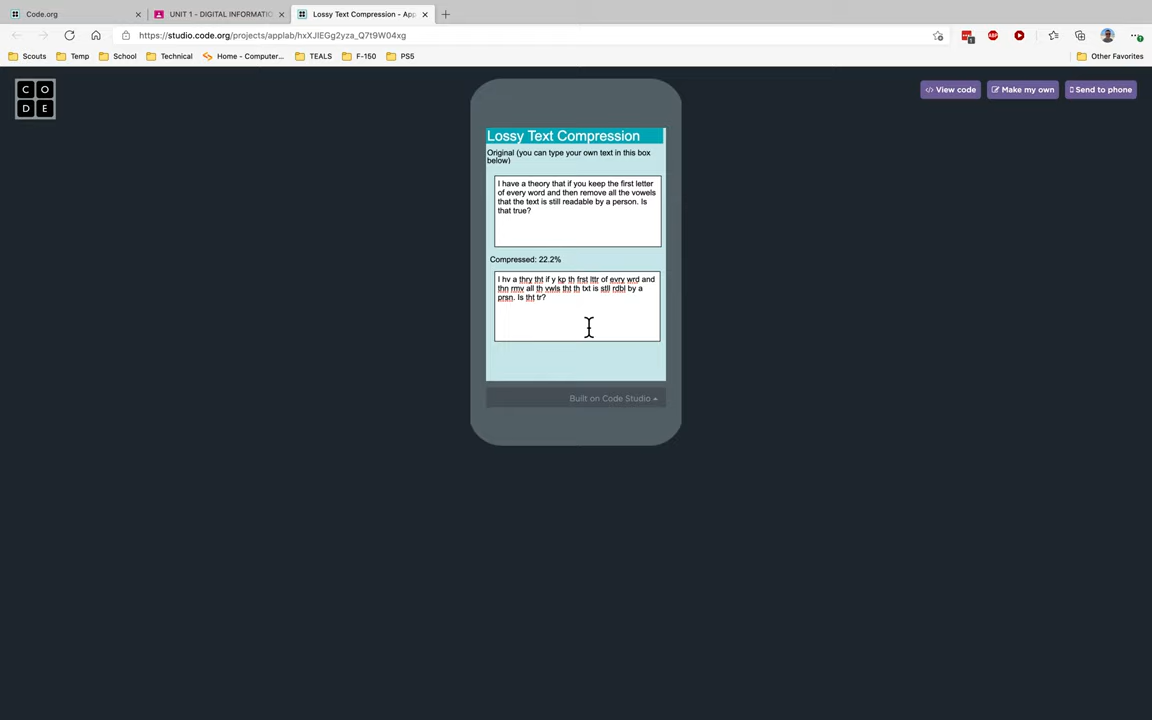 Code.org
UNIT 1 - DIGITAL INFORMATIO
Lossy Text Compression - App
https://studio.code.org/projects/applab/hxXJIEGg2yza_Q7t9W04xg
Scouts
Temp
School
Technical
Home - Computer...
TEALS
F-150
PS5
Other Favorites
CODE
View code
Make my own
Send to phone
Lossy Text Compression
Original (you can type your own text in this box
below)
I have a theory that if you keep the first letter
of every word and then remove all the vowels
that the text is still readable by a person. Is
that true?
Compressed: 22.2%
I hv a thry tht if y kp th frst lttr of evry wrd and
thn rmv all th vwls tht th txt is stll rdbl by a
prsn. Is tht tr?
Built on Code Studio